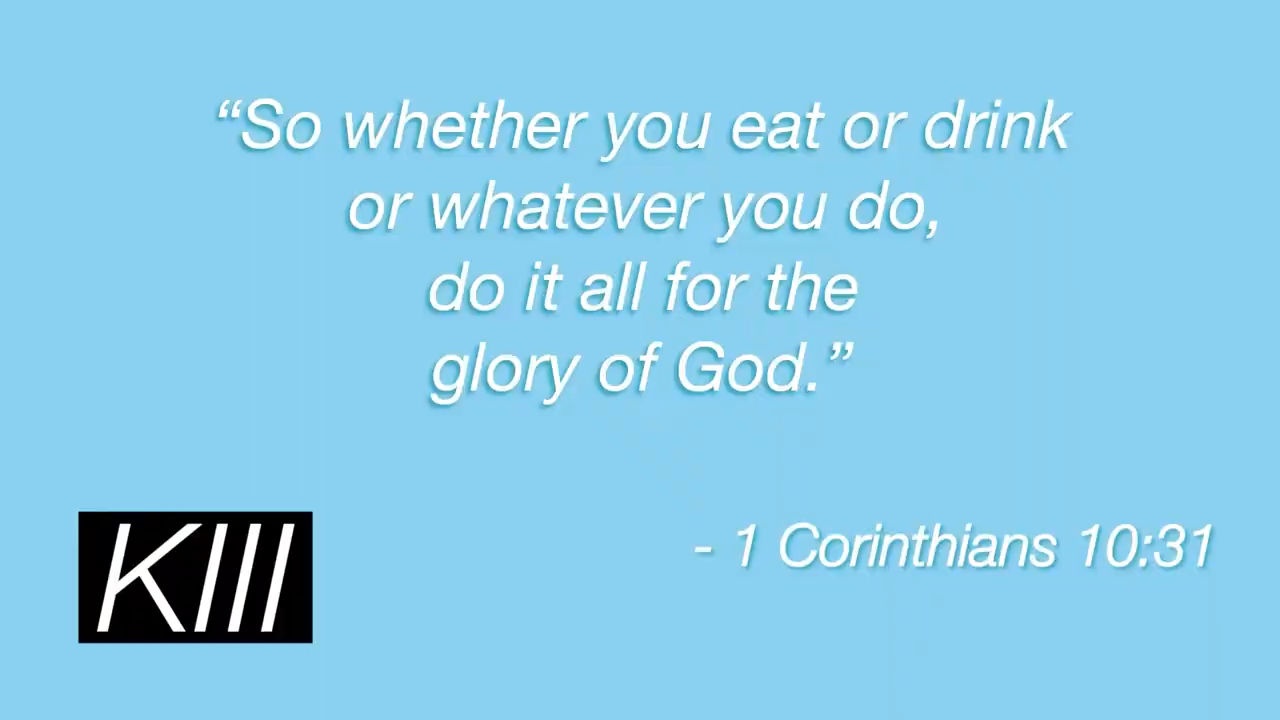 “So whether you eat or drink
or whatever you do,
do it all for the
glory of God.”
- 1 Corinthians 10:31
KIII